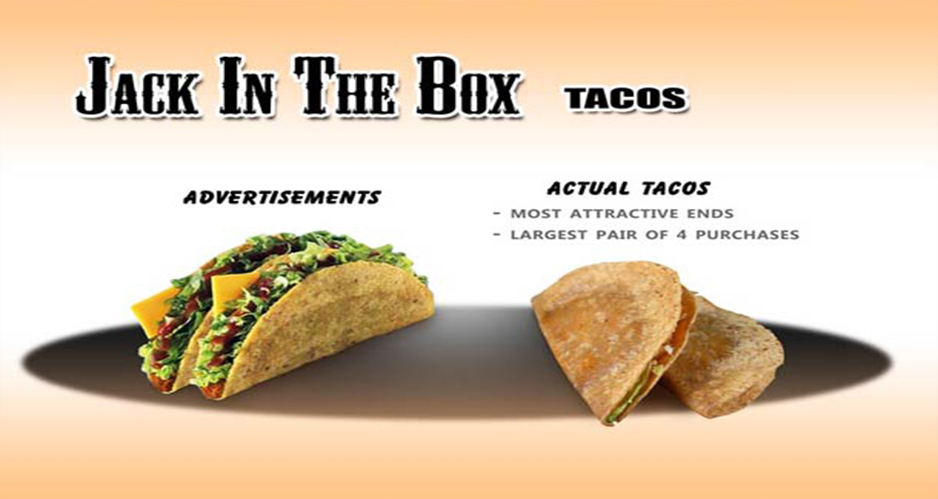 JACK IN THE BOX TACOS
ADVERTISEMENTS
ACTUAL TACOS
- MOST ATTRACTIVE ENDS
- LARGEST PAIR OF 4 PURCHASES